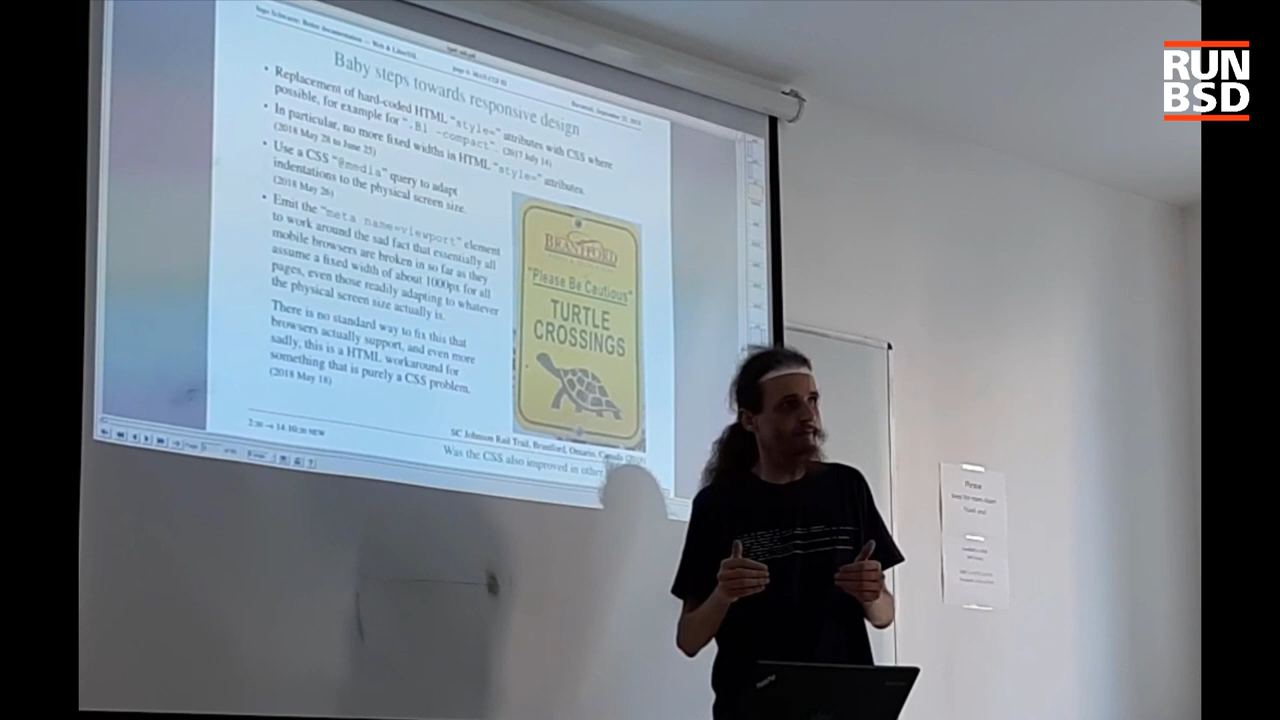 Ingo Schwarze: Better documentation — Web & LibreSSL
page 6: MAIN CSS III
Bucuresti, September 22, 2018
Baby steps towards responsive design
• Replacement of hard-coded HTML "style=" attributes with CSS where
possible, for example for ".Bl -compact". (2017 July 14)
• In particular, no more fixed widths in HTML "style=" attributes.
(2018 May 28 to June 25)
• Use a CSS "@media" query to adapt
indentations to the physical screen size.
(2018 May 26)
• Emit the "meta name=viewport" element
to work around the sad fact that essentially all
mobile browsers are broken in so far as they
assume a fixed width of about 1000px for all
pages, even those readily adapting to whatever
the physical screen size actually is.
There is no standard way to fix this that
browsers actually support, and even more
sadly, this is a HTML workaround for
something that is purely a CSS problem.
(2018 May 18)
BRANTFORD
"Please Be Cautious"
TURTLE
CROSSINGS
SC Johnson Rail Trail, Brantford, Ontario, Canada
Was the CSS also improved in other
RUN
BSD
Please
ThinkPad